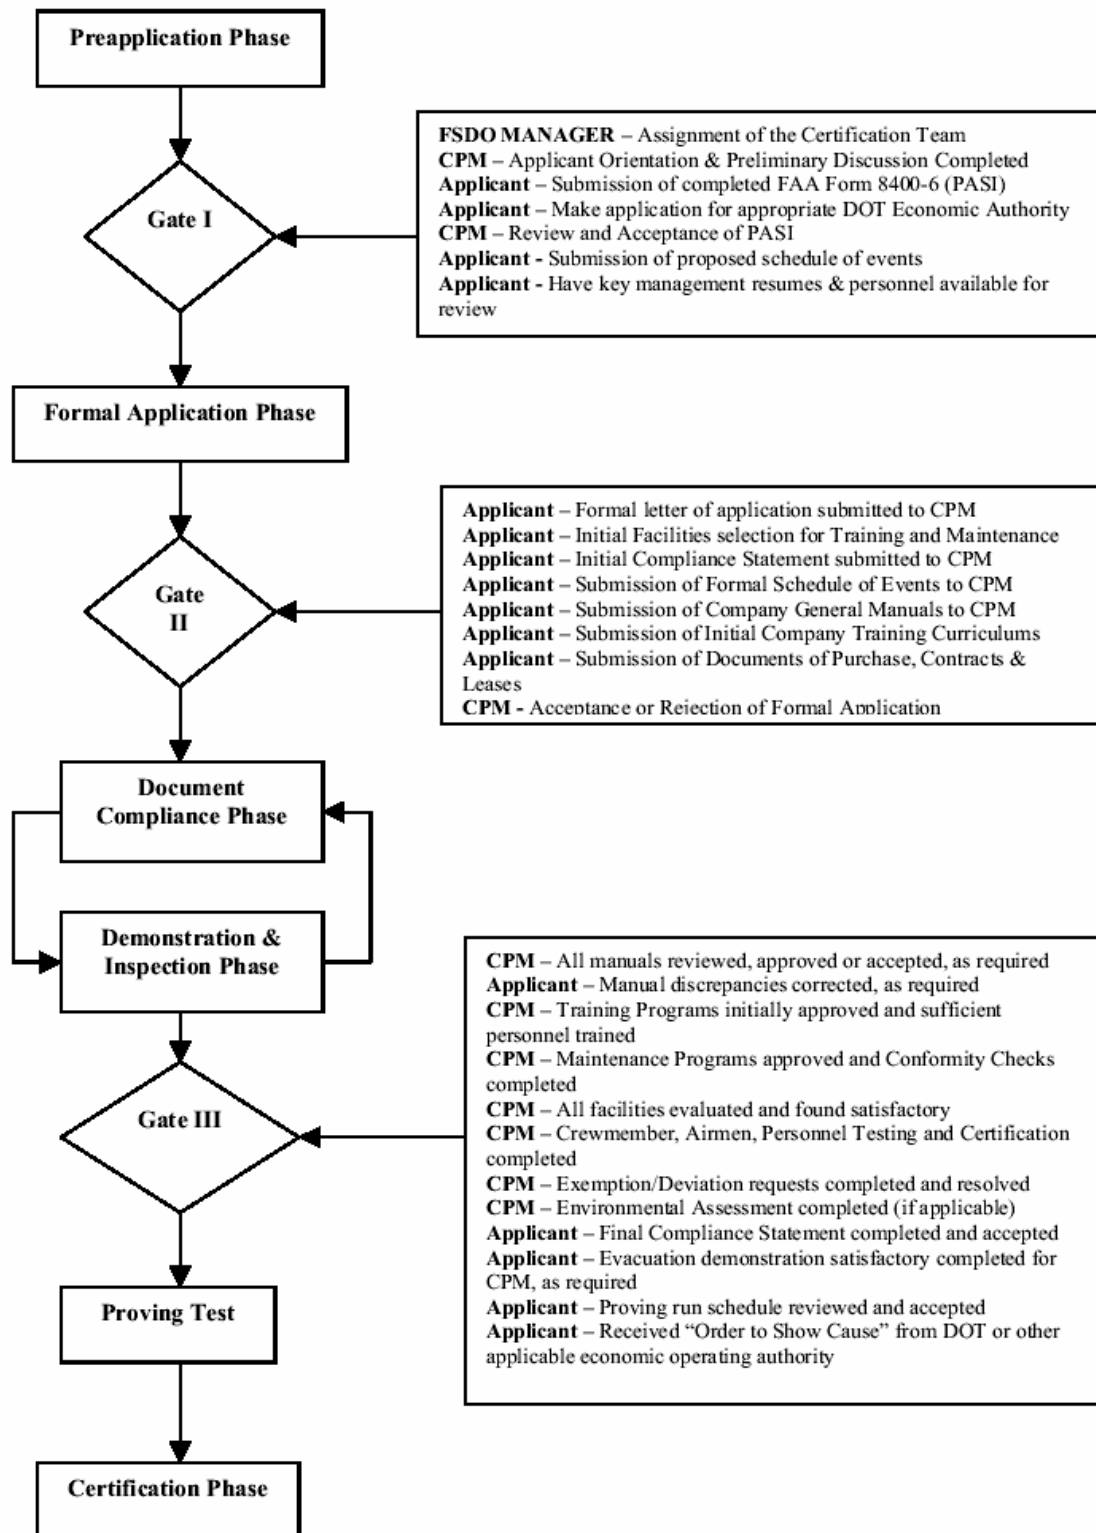 Preapplication Phase
FSDO MANAGER – Assignment of the Certification Team
CPM – Applicant Orientation & Preliminary Discussion Completed
Applicant – Submission of completed FAA Form 8400-6 (PASI)
Applicant – Make application for appropriate DOT Economic Authority
CPM – Review and Acceptance of PASI
Applicant - Submission of proposed schedule of events
Applicant - Have key management resumes & personnel available for
review
Gate I
Formal Application Phase
Applicant – Formal letter of application submitted to CPM
Applicant – Initial Facilities selection for Training and Maintenance
Applicant – Initial Compliance Statement submitted to CPM
Applicant – Submission of Formal Schedule of Events to CPM
Applicant – Submission of Company General Manuals to CPM
Applicant – Submission of Initial Company Training Curriculums
Applicant – Submission of Documents of Purchase, Contracts &
Leases
CPM - Acceptance or Rejection of Formal Application
Gate
II
Document
Compliance Phase
Demonstration &
Inspection Phase
CPM – All manuals reviewed, approved or accepted, as required
Applicant – Manual discrepancies corrected, as required
CPM – Training Programs initially approved and sufficient
personnel trained
CPM – Maintenance Programs approved and Conformity Checks
completed
CPM – All facilities evaluated and found satisfactory
CPM – Crewmember, Airmen, Personnel Testing and Certification
completed
CPM – Exemption/Deviation requests completed and resolved
CPM – Environmental Assessment completed (if applicable)
Applicant – Final Compliance Statement completed and accepted
Applicant – Evacuation demonstration satisfactory completed for
CPM, as required
Applicant – Proving run schedule reviewed and accepted
Applicant – Received “Order to Show Cause” from DOT or other
applicable economic operating authority
Gate III
Proving Test
Certification Phase